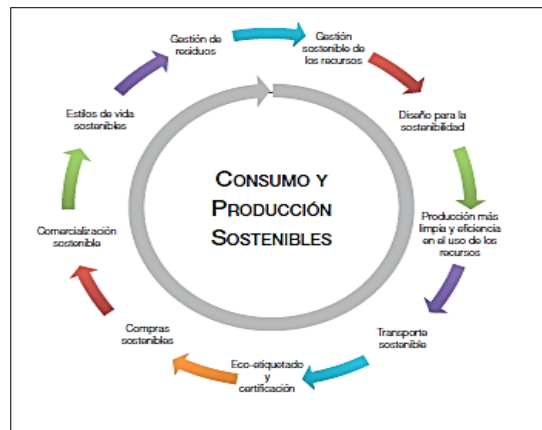 Gestión de
residuos
Gestión
sostenible de
los recursos
Diseño para la
sostenibilidad
Producción más
limpia y eficiencia
en el uso de los
recursos
Transporte
sostenible
Eco-etiquetado
y
certificación
Compras
sostenibles
Comercialización
sostenible
Estilos de vida
sostenibles
CONSUMO Y
PRODUCCIÓN
SOSTENIBLES